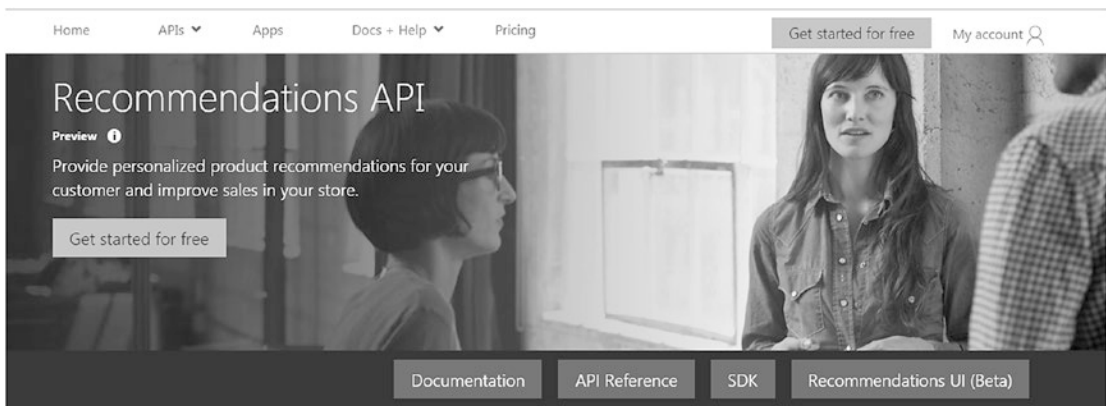 Home APIs Apps Docs + Help Pricing Get started for free My account
Recommendations API
Preview
Provide personalized product recommendations for your
customer and improve sales in your store.
Get started for free
Documentation API Reference SDK Recommendations UI (Beta)